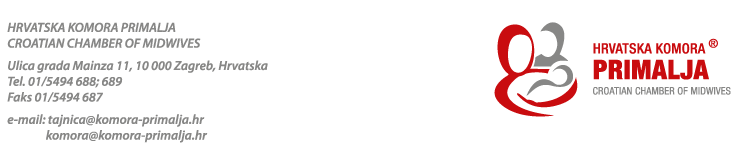 HRVATSKA KOMORA PRIMALJA
CROATIAN CHAMBER OF MIDWIVES
Ulica grada Mainza 11, 10 000 Zagreb, Hrvatska
Tel. 01/5494 688; 689
Faks 01/5494 687
e-mail: tajnica@komora-primalja.hr
komora@komora-primalja.hr
HRVATSKA KOMORA ®
PRIMALJA
CROATIAN CHAMBER OF MIDWIVES